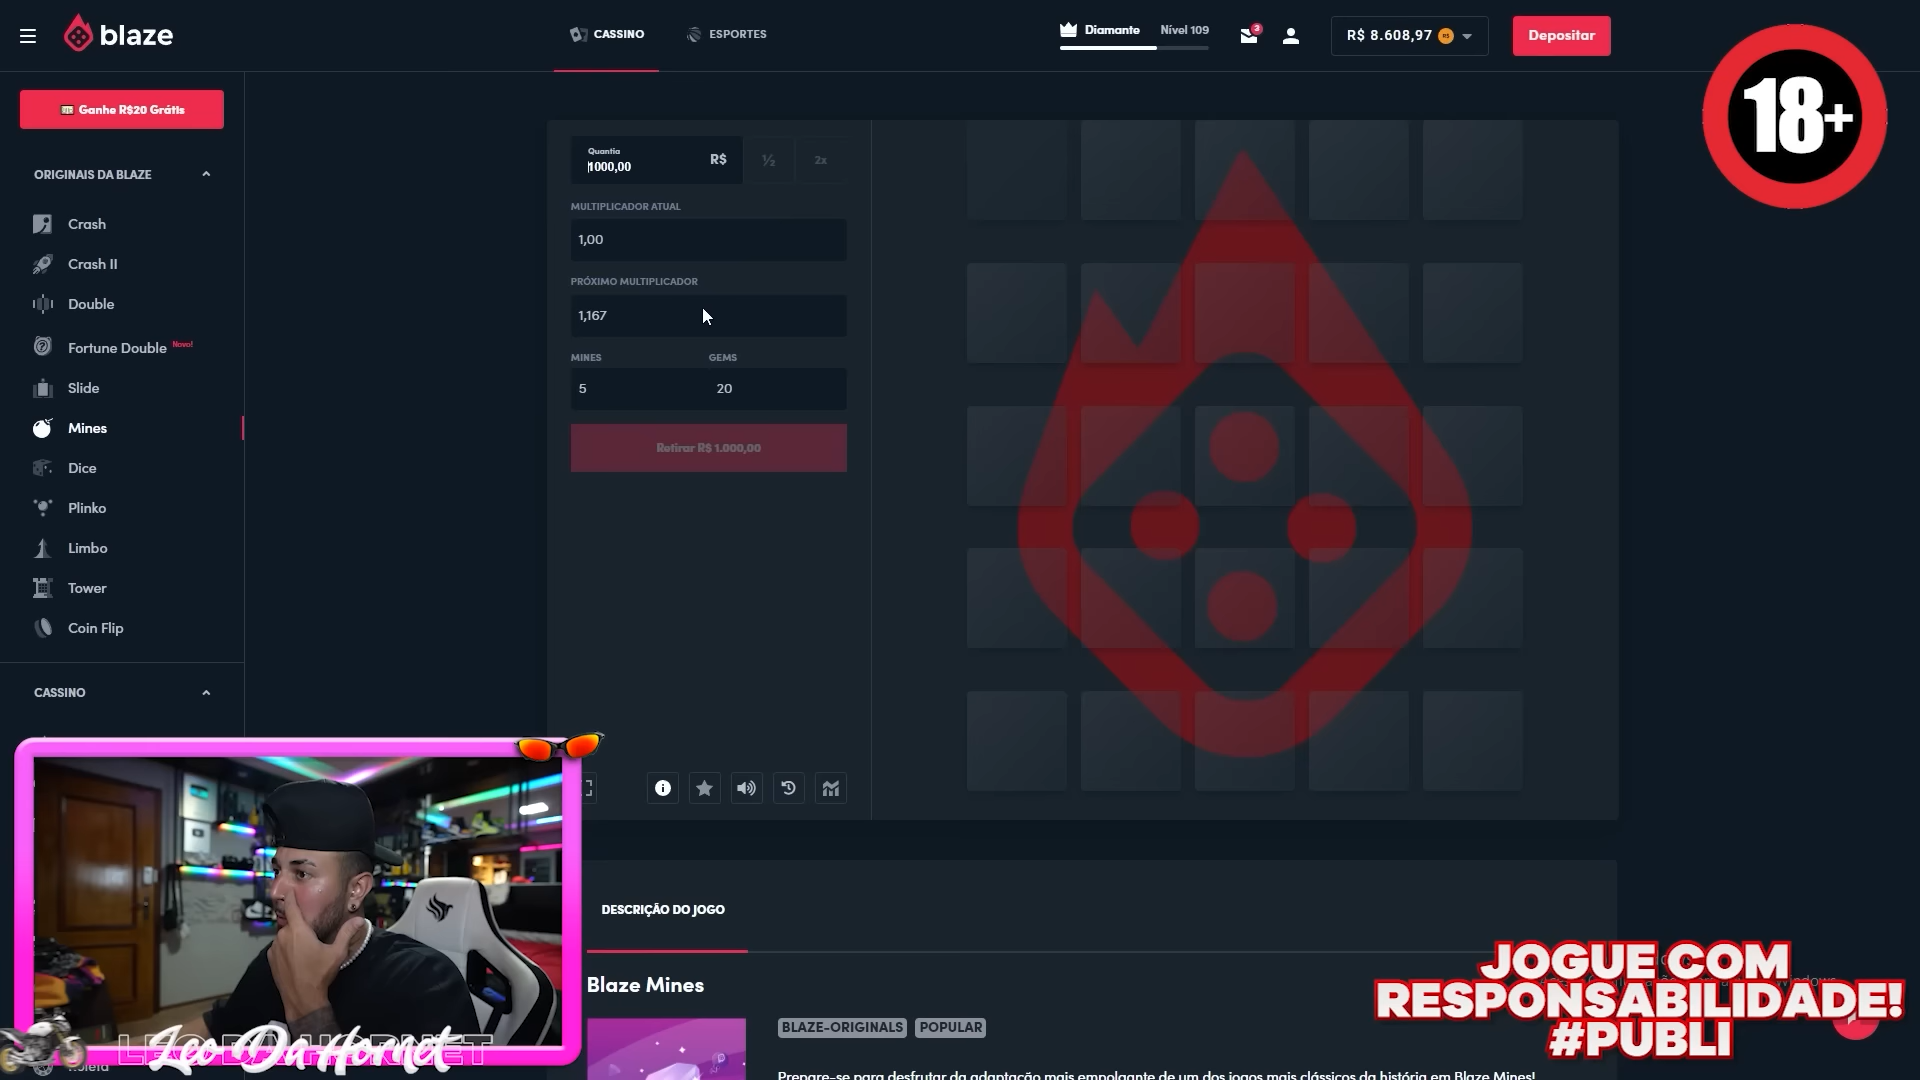 blaze
CASSINO
ESPORTES
Diamante
Nível 109
3
R$ 8.608,97
R$
Depositar
18+
Ganhe R$20 Grátis
ORIGINAIS DA BLAZE
Crash
Crash II
Double
Fortune Double Novo!
Slide
Mines
Dice
Plinko
Limbo
Tower
Coin Flip
CASSINO
Quantia
1000,00
R$
½
2x
MULTIPLICADOR ATUAL
1,00
PRÓXIMO MULTIPLICADOR
1,167
MINES
GEMS
5
20
Retirar R$ 1.000,00
DESCRIÇÃO DO JOGO
Blaze Mines
BLAZE-ORIGINALS
POPULAR
Prepare-se para desfrutar da adaptação mais empolgante de um dos jogos mais clássicos da história em Blaze Mines!
Leo Da Hornet
JOGUE COM
RESPONSABILIDADE!
#PUBLI